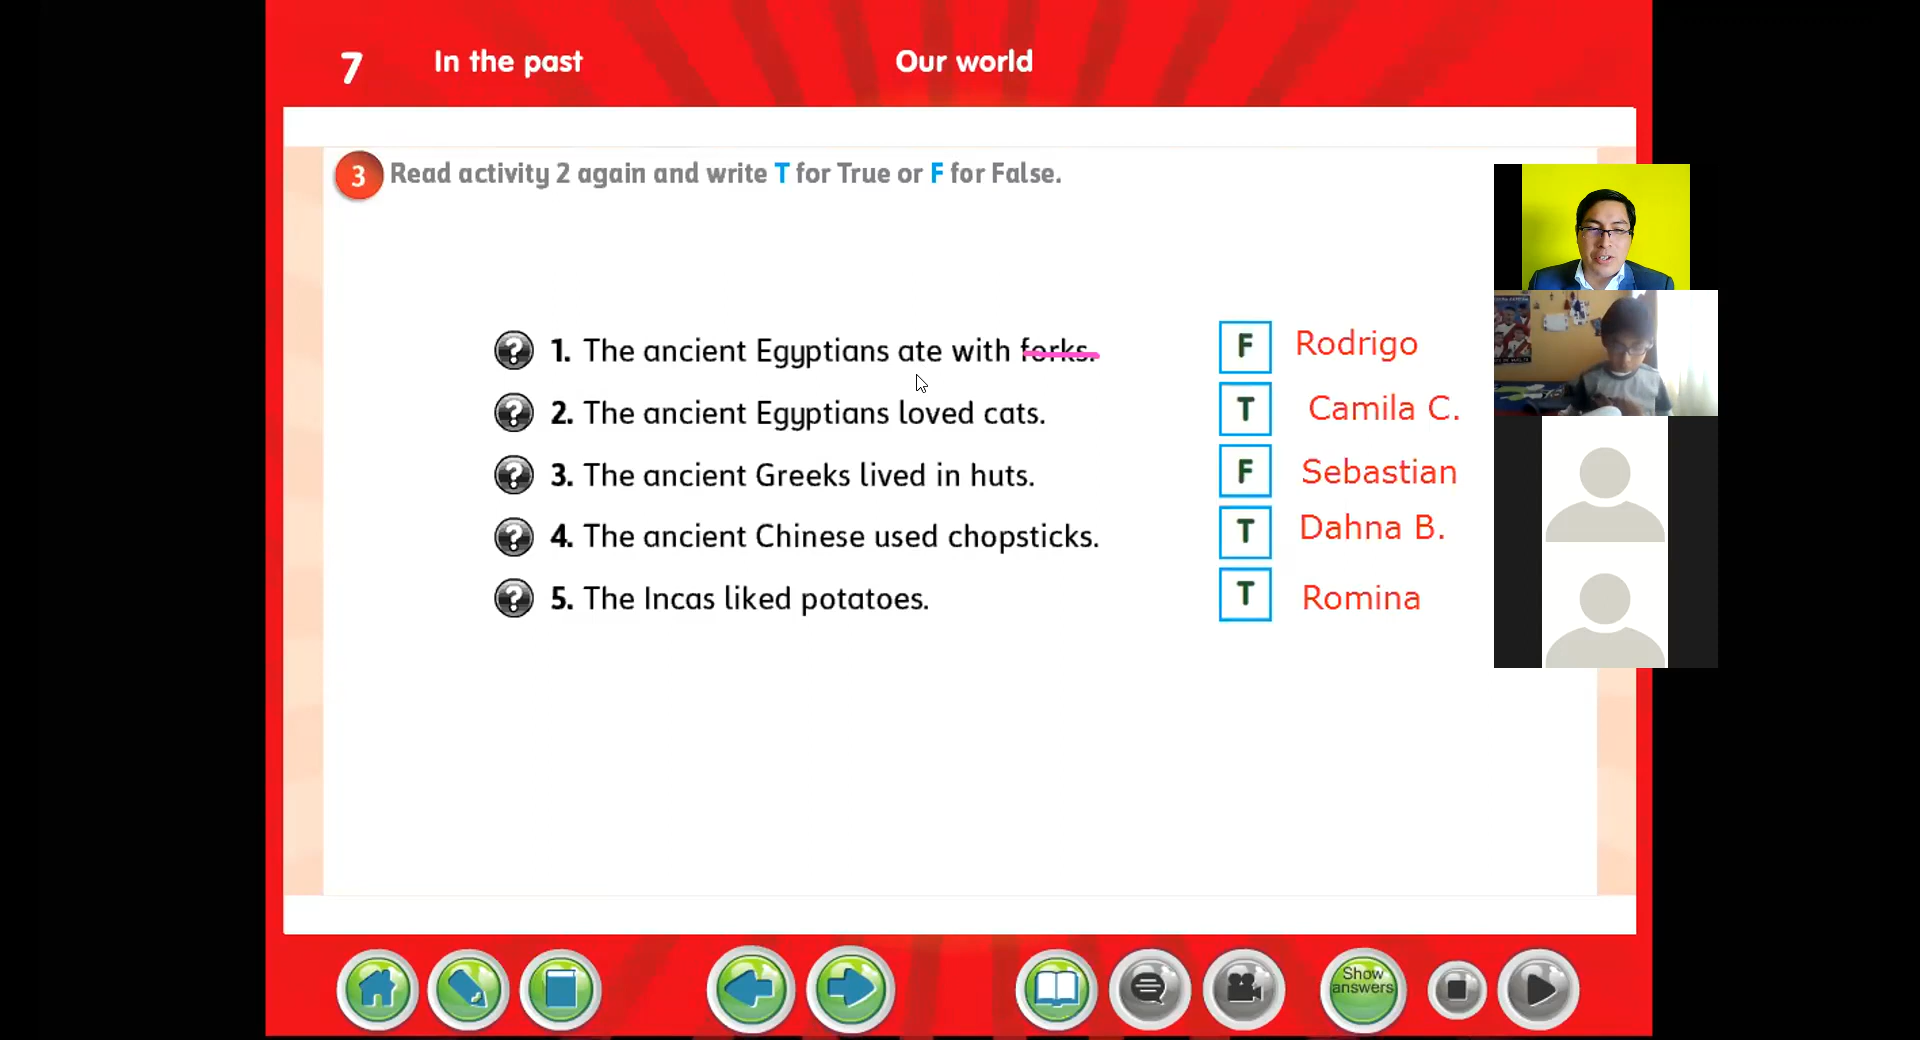 7 In the past Our world
3 Read activity 2 again and write T for True or F for False.
1. The ancient Egyptians ate with forks. F Rodrigo
2. The ancient Egyptians loved cats. T Camila C.
3. The ancient Greeks lived in huts. F Sebastian
4. The ancient Chinese used chopsticks. T Dahna B.
5. The Incas liked potatoes. T Romina
Show
answers